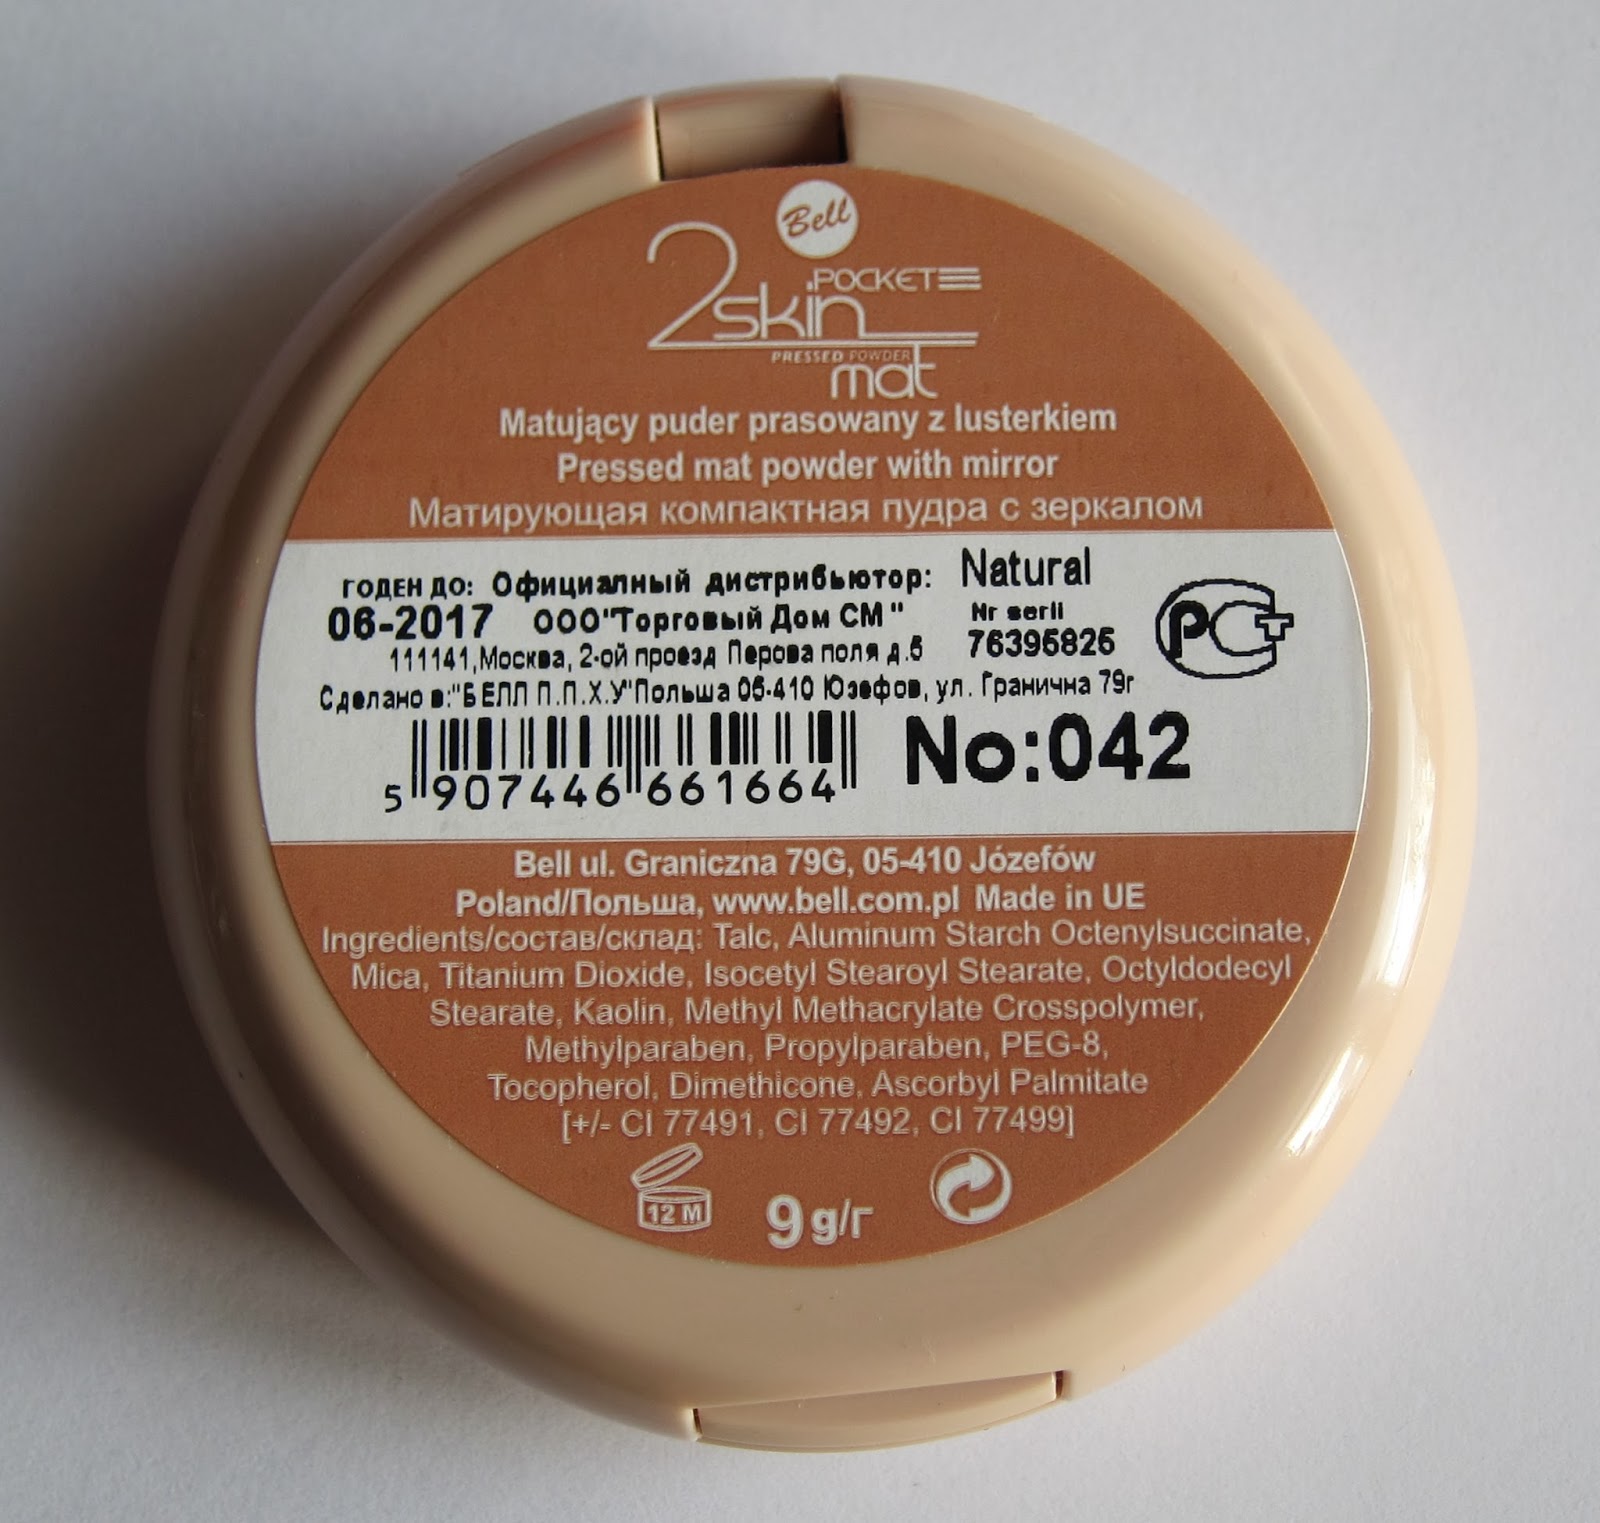 Bell
2skin POCKET
PRESSED POWDER
mat
Matujący puder prasowany z lusterkiem
Pressed mat powder with mirror
Матирующая компактная пудра с зеркалом
ГОДЕН ДО: Официалный дистрибьютор: Natural
06-2017 ООО"Торговый Дом СМ" Nr serii
111141,Москва, 2-ой проезд Перова поля д.6 76395825
Сделано в:"БЕЛЛ П.П.Х.У"Польша 05-410 Юзефов, ул. Гранична 79г
5 907446 661664 No:042
РСТ
Bell ul. Graniczna 79G, 05-410 Józefów
Poland/Польша, www.bell.com.pl Made in UE
Ingredients/состав/склад: Talc, Aluminum Starch Octenylsuccinate,
Mica, Titanium Dioxide, Isocetyl Stearoyl Stearate, Octyldodecyl
Stearate, Kaolin, Methyl Methacrylate Crosspolymer,
Methylparaben, Propylparaben, PEG-8,
Tocopherol, Dimethicone, Ascorbyl Palmitate
[+/- CI 77491, CI 77492, CI 77499]
12 M 9 g/г